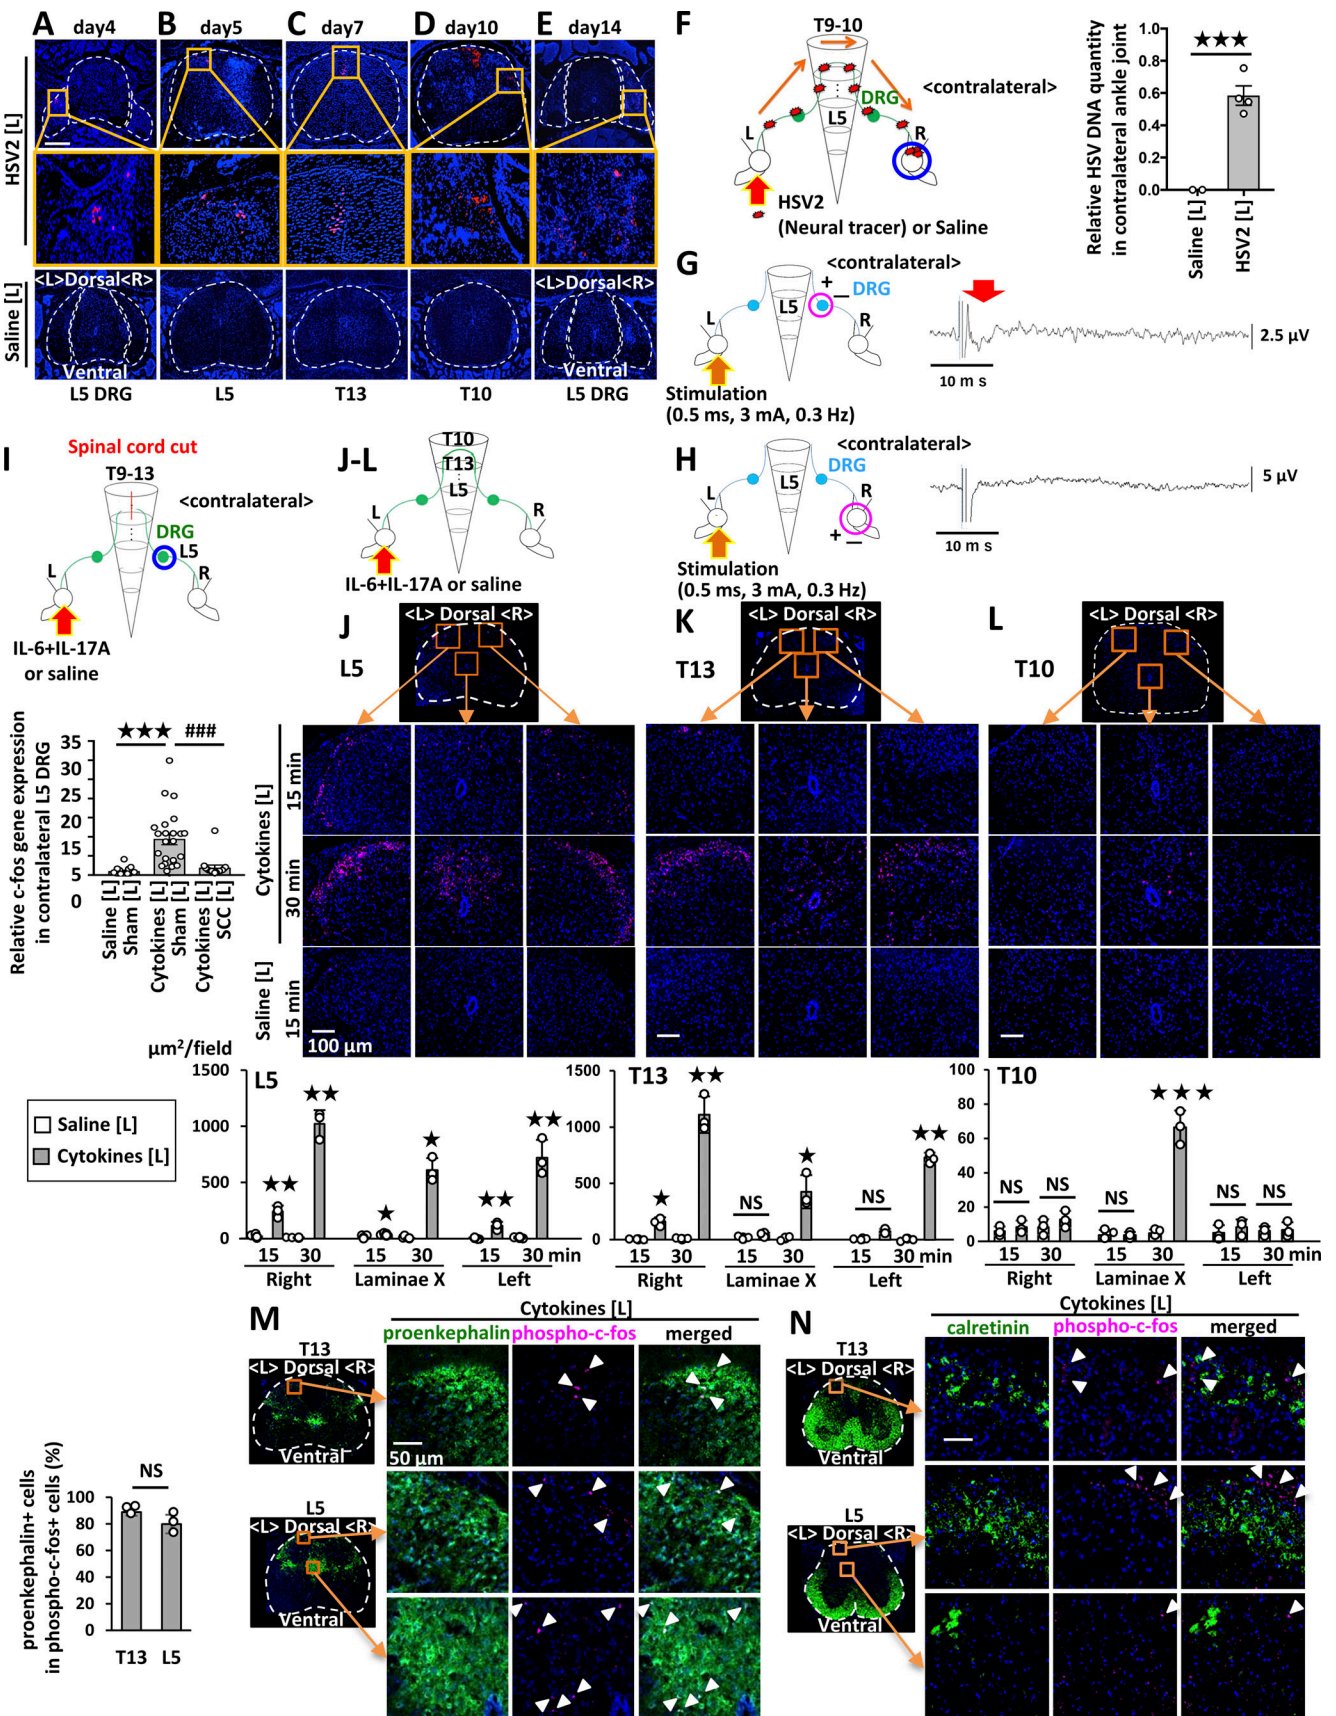 A day4 B day5 C day7 D day10 E day14
HSV2 [L]
Saline [L]
<L>Dorsal<R>
Ventral
<L>Dorsal<R>
Ventral
L5 DRG L5 T13 T10 L5 DRG
F
T9-10
<contralateral>
DRG
L5
L
R
HSV2
(Neural tracer) or Saline
Relative HSV DNA quantity
in contralateral ankle joint
1.0
0.8
0.6
0.4
0.2
0.0
★★★
Saline [L]
HSV2 [L]
G
<contralateral>
+
−
DRG
L5
L
R
Stimulation
(0.5 ms, 3 mA, 0.3 Hz)
10 m s
2.5 μV
H
<contralateral>
DRG
L5
L
R
+
−
Stimulation
(0.5 ms, 3 mA, 0.3 Hz)
10 m s
5 μV
I
Spinal cord cut
T9-13
<contralateral>
DRG
L5
L
R
IL-6+IL-17A
or saline
Relative c-fos gene expression
in contralateral L5 DRG
35
30
25
20
15
5
0
★★★ ###
Saline [L]
Sham [L]
Cytokines [L]
Sham [L]
Cytokines [L]
SCC [L]
J-L
T10
T13
L5
L
R
IL-6+IL-17A or saline
J
<L> Dorsal <R>
L5
K
<L> Dorsal <R>
T13
L
<L> Dorsal <R>
T10
Cytokines [L]
15 min
30 min
Saline [L]
15 min
100 μm
μm²/field
Saline [L]
Cytokines [L]
L5
1500
1000
500
0
★★ ★★ ★ ★ ★★ ★★
15 30 15 30 15 30 min
Right Laminae X Left
T13
1500
1000
500
0
★ ★★ NS ★ NS ★★
15 30 15 30 15 30 min
Right Laminae X Left
T10
100
80
60
40
20
0
NS NS NS ★★★ NS NS
15 30 15 30 15 30 min
Right Laminae X Left
M
Cytokines [L]
proenkephalin phospho-c-fos merged
T13
<L> Dorsal <R>
Ventral
50 μm
L5
<L> Dorsal <R>
Ventral
proenkephalin+ cells
in phospho-c-fos+ cells (%)
100
80
60
40
20
0
NS
T13 L5
N
Cytokines [L]
calretinin phospho-c-fos merged
T13
<L> Dorsal <R>
Ventral
L5
<L> Dorsal <R>
Ventral